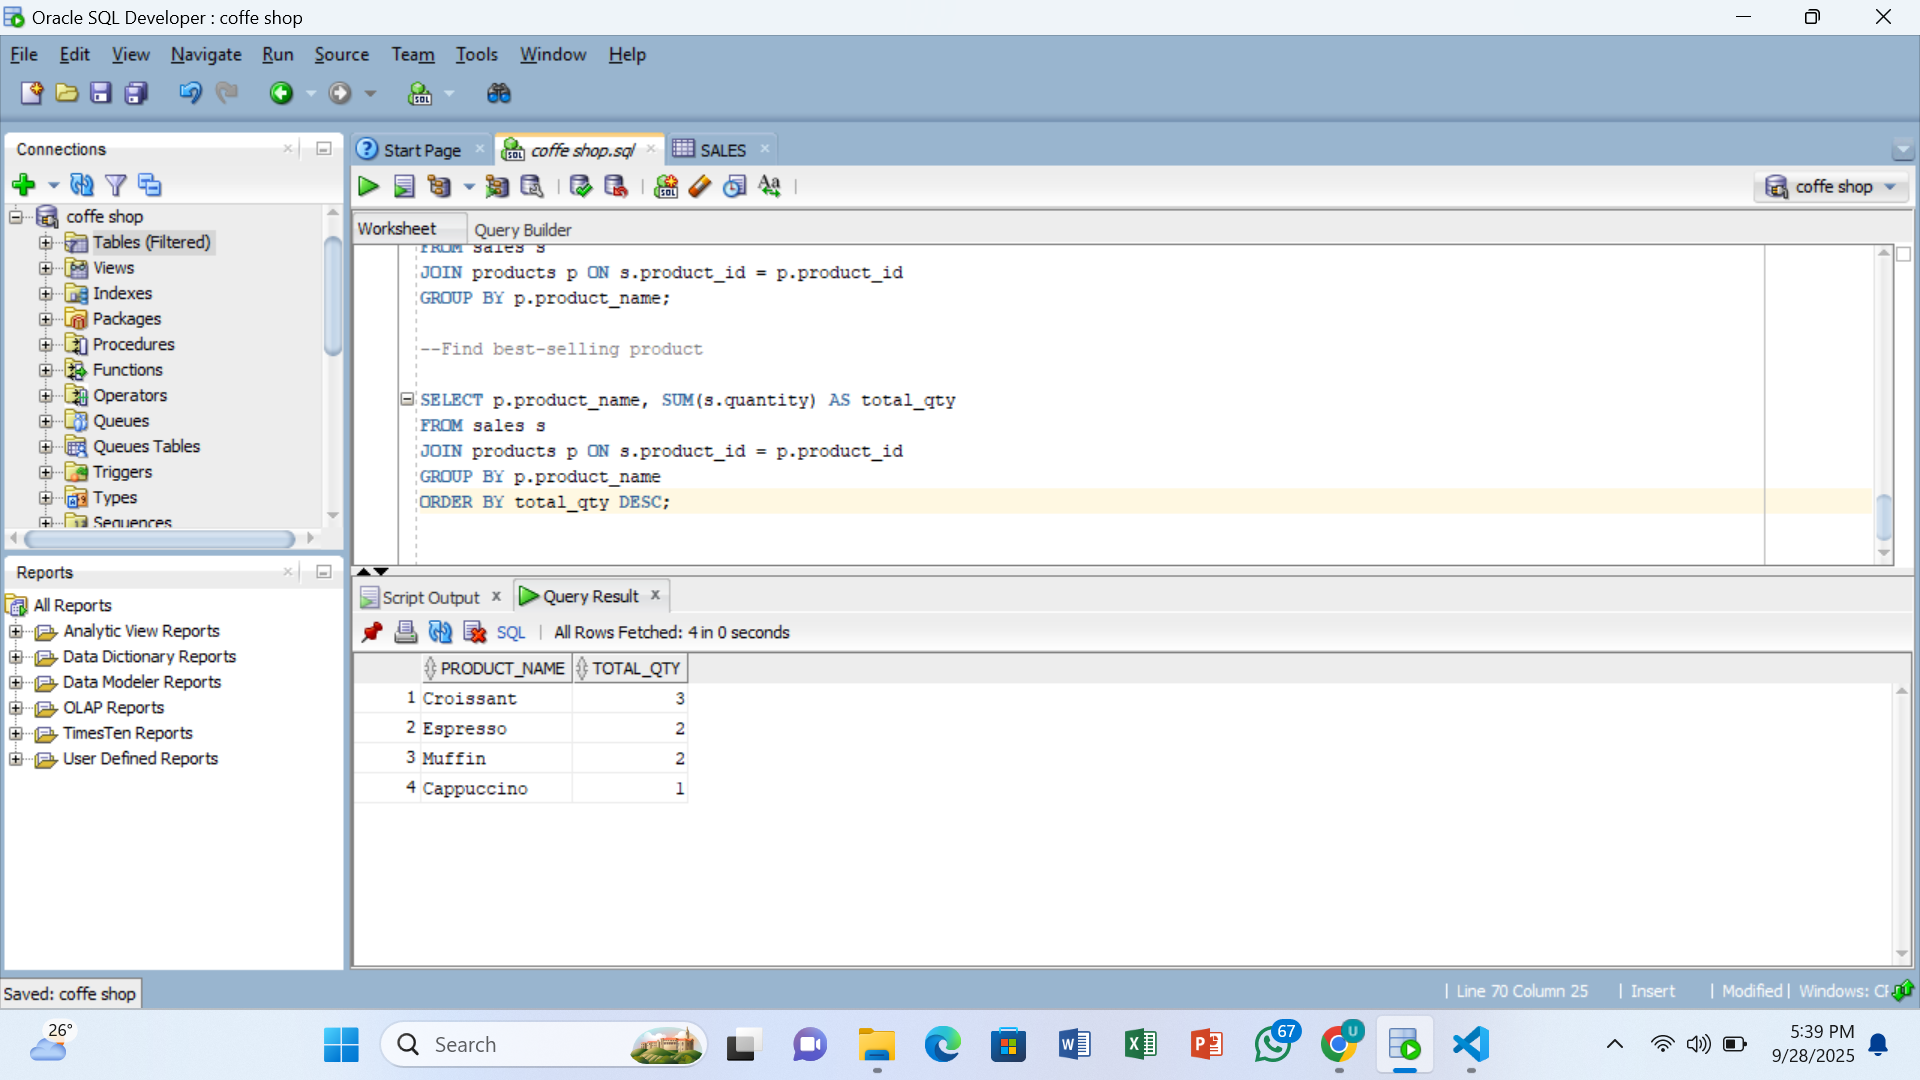 Oracle SQL Developer : coffe shop
File Edit View Navigate Run Source Team Tools Window Help
Connections
coffe shop
Tables (Filtered)
Views
Indexes
Packages
Procedures
Functions
Operators
Queues
Queues Tables
Triggers
Types
Sequences
Reports
All Reports
Analytic View Reports
Data Dictionary Reports
Data Modeler Reports
OLAP Reports
TimesTen Reports
User Defined Reports
Start Page coffe shop.sql SALES
coffe shop
Worksheet Query Builder
FROM sales s
JOIN products p ON s.product_id = p.product_id
GROUP BY p.product_name;
--Find best-selling product
SELECT p.product_name, SUM(s.quantity) AS total_qty
FROM sales s
JOIN products p ON s.product_id = p.product_id
GROUP BY p.product_name
ORDER BY total_qty DESC;
Script Output x Query Result x
SQL | All Rows Fetched: 4 in 0 seconds
PRODUCT_NAME TOTAL_QTY
1 Croissant 3
2 Espresso 2
3 Muffin 2
4 Cappuccino 1
Saved: coffe shop
| Line 70 Column 25 | Insert | Modified | Windows: CF
26°
Search
67
U
5:39 PM
9/28/2025